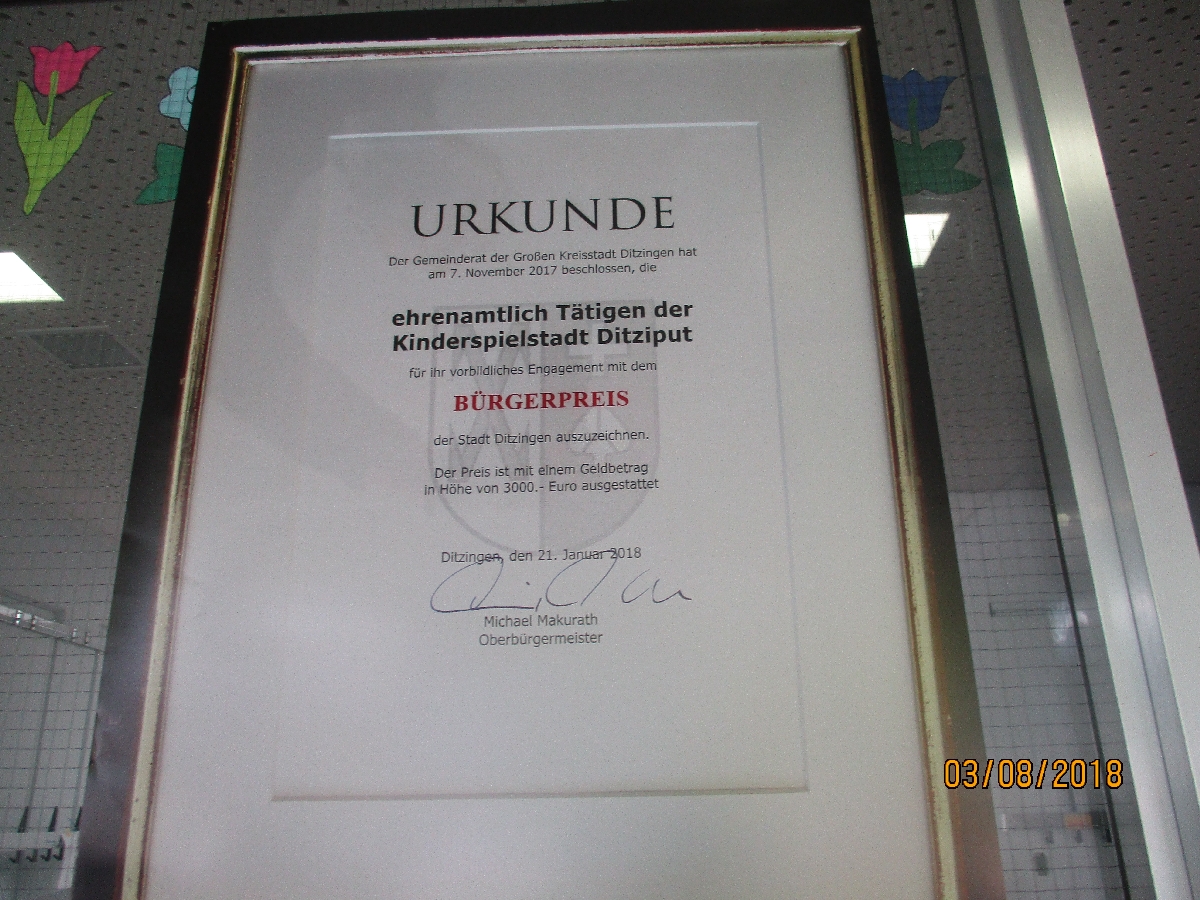 URKUNDE
Der Gemeinderat der Großen Kreisstadt Ditzingen hat
am 7. November 2017 beschlossen, die
ehrenamtlich Tätigen der
Kinderspielstadt Ditziput
für ihr vorbildliches Engagement mit dem
BÜRGERPREIS
der Stadt Ditzingen auszuzeichnen.
Der Preis ist mit einem Geldbetrag
in Höhe von 3000.- Euro ausgestattet
Ditzingen, den 21. Januar 2018
Michael Makurath
Oberbürgermeister
03/08/2018